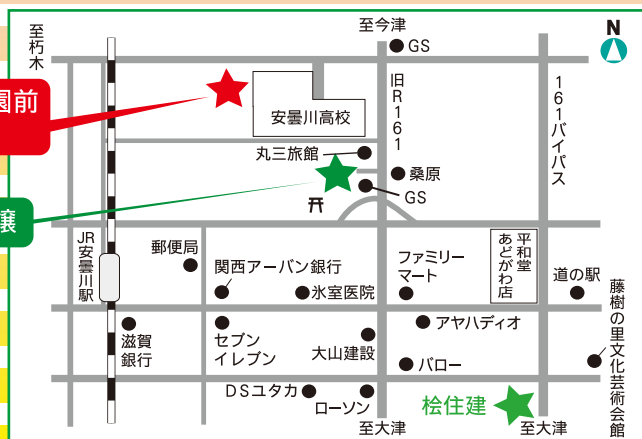 至朽木
至今津
GS
N
園前
安曇川高校
旧R161
161バイパス
丸三旅館
桑原
GS
醸
JR
安曇川駅
郵便局
関西アーバン銀行
氷室医院
ファミリー
マート
平和堂
あどがわ店
道の駅
滋賀
銀行
セブン
イレブン
大山建設
アヤハディオ
バロー
藤樹の里文化芸術会館
DSユタカ
ローソン
桧住建
至大津
至大津